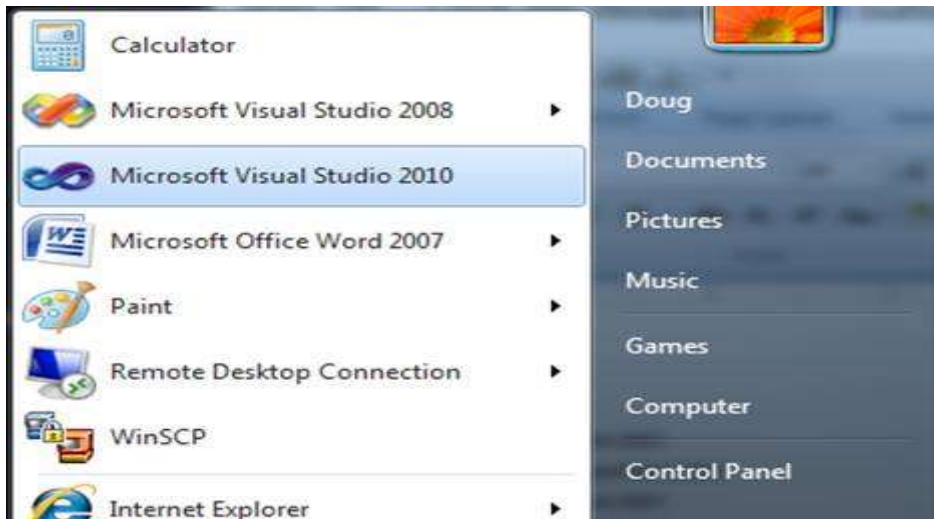 Calculator
Microsoft Visual Studio 2008
Microsoft Visual Studio 2010
Microsoft Office Word 2007
Paint
Remote Desktop Connection
WinSCP
Internet Explorer
Doug
Documents
Pictures
Music
Games
Computer
Control Panel